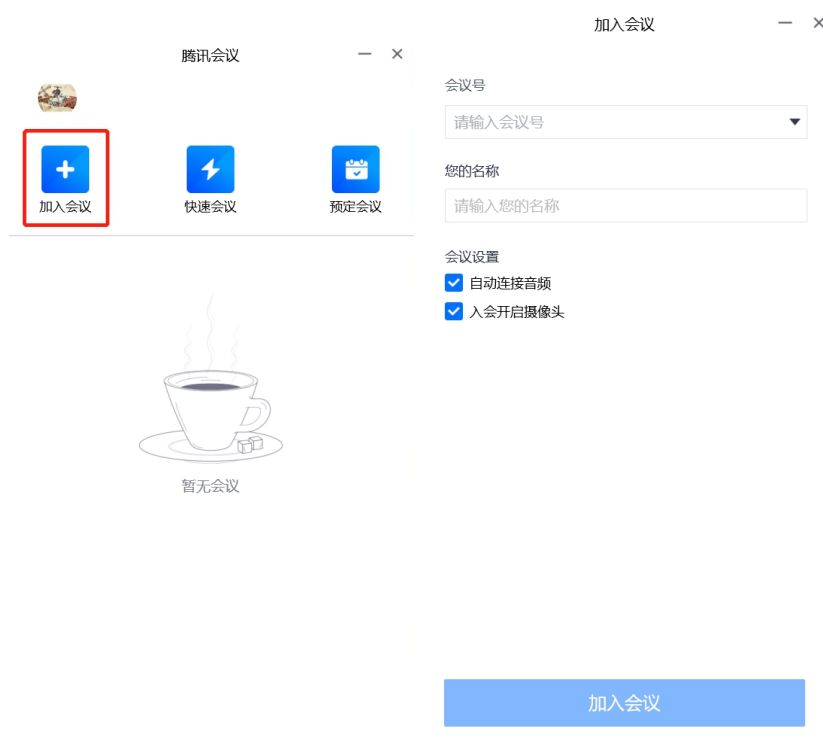 腾讯会议
加入会议
快速会议
预定会议
暂无会议
加入会议
会议号
请输入会议号
您的名称
请输入您的名称
会议设置
自动连接音频
入会开启摄像头
加入会议